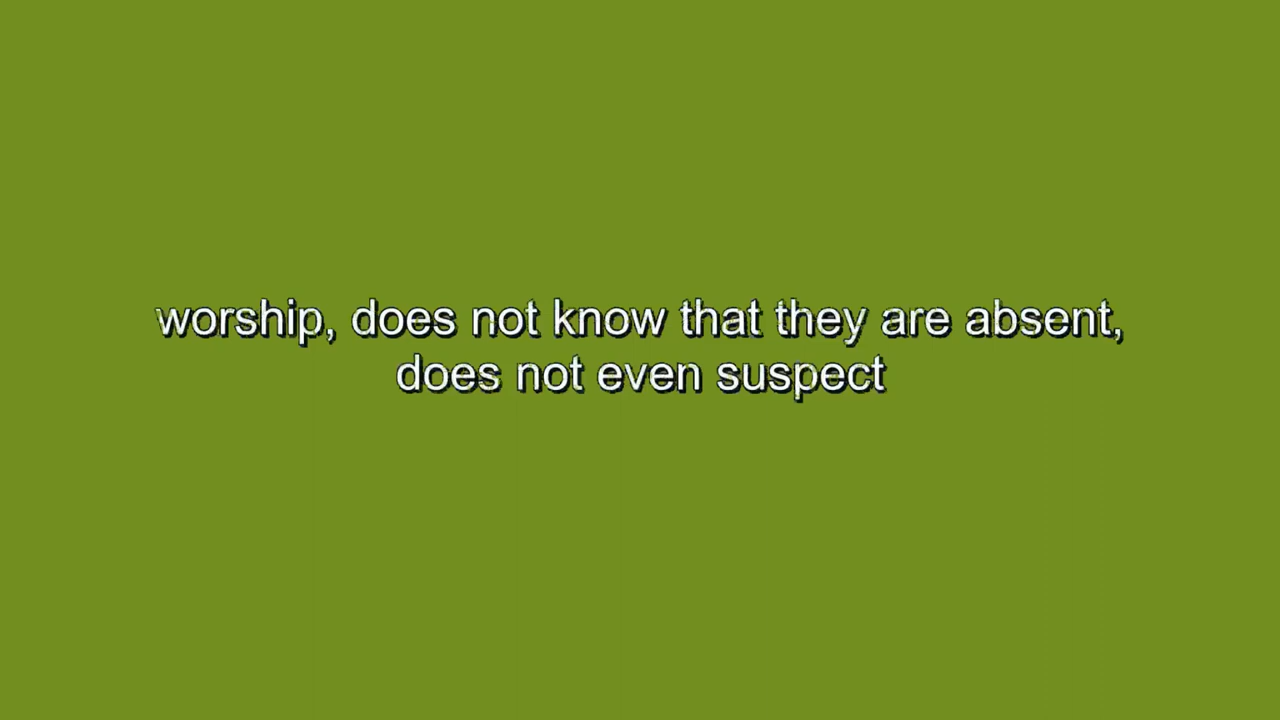 worship, does not know that they are absent,
does not even suspect